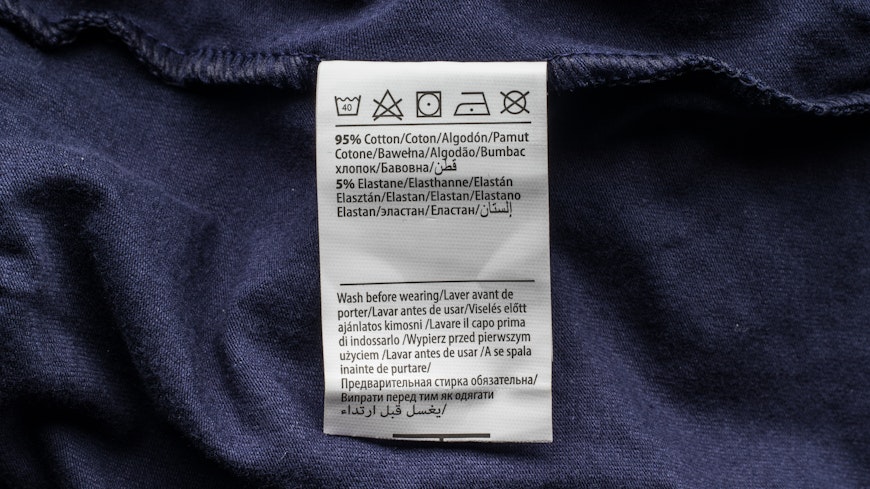 40
95% Cotton/Coton/Algodón/Pamut
Cotone/Bawełna/Algodão/Bumbac
хлопок/Бавовна/قطن
5% Elastane/Elasthanne/Elastán
Elasztán/Elastan/Elastan/Elastano
Elastan/эластан/Еластан/إلستان
Wash before wearing/Laver avant de
porter/Lavar antes de usar/Viselés előtt
ajánlatos kimosni /Lavare il capo prima
di indossarlo /Wypierz przed pierwszym
użyciem /Lavar antes de usar /A se spala
inainte de purtare/
Предварительная стирка обязательна/
Випрати перед тим як одягати
يغسل قبل ارتداء/